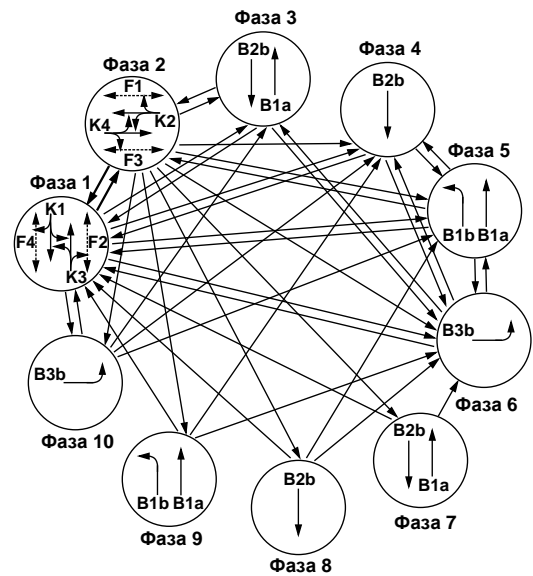 Фаза 3
B2b
B1a
Фаза 4
B2b
Фаза 2
F1
K4
K2
F3
Фаза 5
B1b B1a
Фаза 1
K1
F4
F2
K3
B3b
Фаза 6
B3b
Фаза 10
B2b
B1a
Фаза 7
B1b B1a
Фаза 9
B2b
Фаза 8